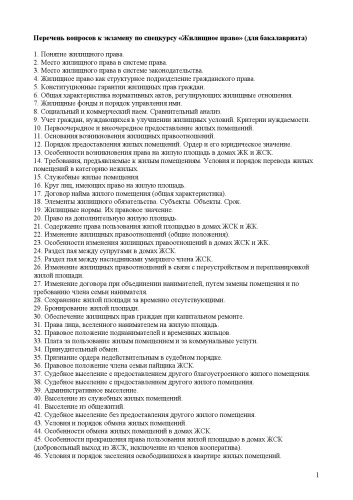 Перечень вопросов к экзамену по спецкурсу «Жилищное право» (для бакалавриата)
1. Понятие жилищного права.
2. Место жилищного права в системе права.
3. Место жилищного права в системе законодательства.
4. Жилищное право как структурное подразделение гражданского права.
5. Конституционные гарантии жилищных прав граждан.
6. Общая характеристика нормативных актов, регулирующих жилищные отношения.
7. Жилищные фонды и порядок управления ими.
8. Социальный и коммерческий наем. Сравнительный анализ.
9. Учет граждан, нуждающихся в улучшении жилищных условий. Критерии нуждаемости.
10. Первоочередное и внеочередное предоставление жилых помещений.
11. Основания возникновения жилищных правоотношений.
12. Порядок предоставления жилых помещений. Ордер и его юридическое значение.
13. Особенности возникновения права на жилую площадь в домах ЖК и ЖСК.
14. Требования, предъявляемые к жилым помещениям. Условия и порядок перевода жилых
помещений в категорию нежилых.
15. Служебные жилые помещения.
16. Круг лиц, имеющих право на жилую площадь.
17. Договор найма жилого помещения (общая характеристика).
18. Элементы жилищного обязательства. Субъекты. Объекты. Срок.
19. Жилищные нормы. Их правовое значение.
20. Право на дополнительную жилую площадь.
21. Содержание права пользования жилой площадью в домах ЖСК и ЖК.
22. Изменение жилищных правоотношений (общие положения).
23. Особенности изменения жилищных правоотношений в домах ЖСК и ЖК.
24. Раздел пая между супругами в домах ЖСК.
25. Раздел пая между наследниками умершего члена ЖСК.
26. Изменение жилищных правоотношений в связи с переустройством и перепланировкой
жилой площади.
27. Изменение договора при объединении нанимателей, путем замены помещения и по
требованию члена семьи нанимателя.
28. Сохранение жилой площади за временно отсутствующими.
29. Бронирование жилой площади.
30. Обеспечение жилищных прав граждан при капитальном ремонте.
31. Права лица, вселенного нанимателем на жилую площадь.
32. Правовое положение поднанимателей и временных жильцов.
33. Плата за пользование жилым помещением и за коммунальные услуги.
34. Принудительный обмен.
35. Признание ордера недействительным в судебном порядке.
36. Правовое положение члена семьи пайщика ЖСК.
37. Судебное выселение с предоставлением другого благоустроенного жилого помещения.
38. Судебное выселение с предоставлением другого жилого помещения.
39. Административное выселение.
40. Выселение из служебных жилых помещений.
41. Выселение из общежитий.
42. Судебное выселение без предоставления другого жилого помещения.
43. Условия и порядок обмена жилых помещений.
44. Особенности обмена жилых помещений в домах ЖСК.
45. Особенности прекращения права пользования жилой площадью в домах ЖСК
(добровольный выход из ЖСК, исключение из членов кооператива).
46. Условия и порядок заселения освободившихся в квартире жилых помещений.
1